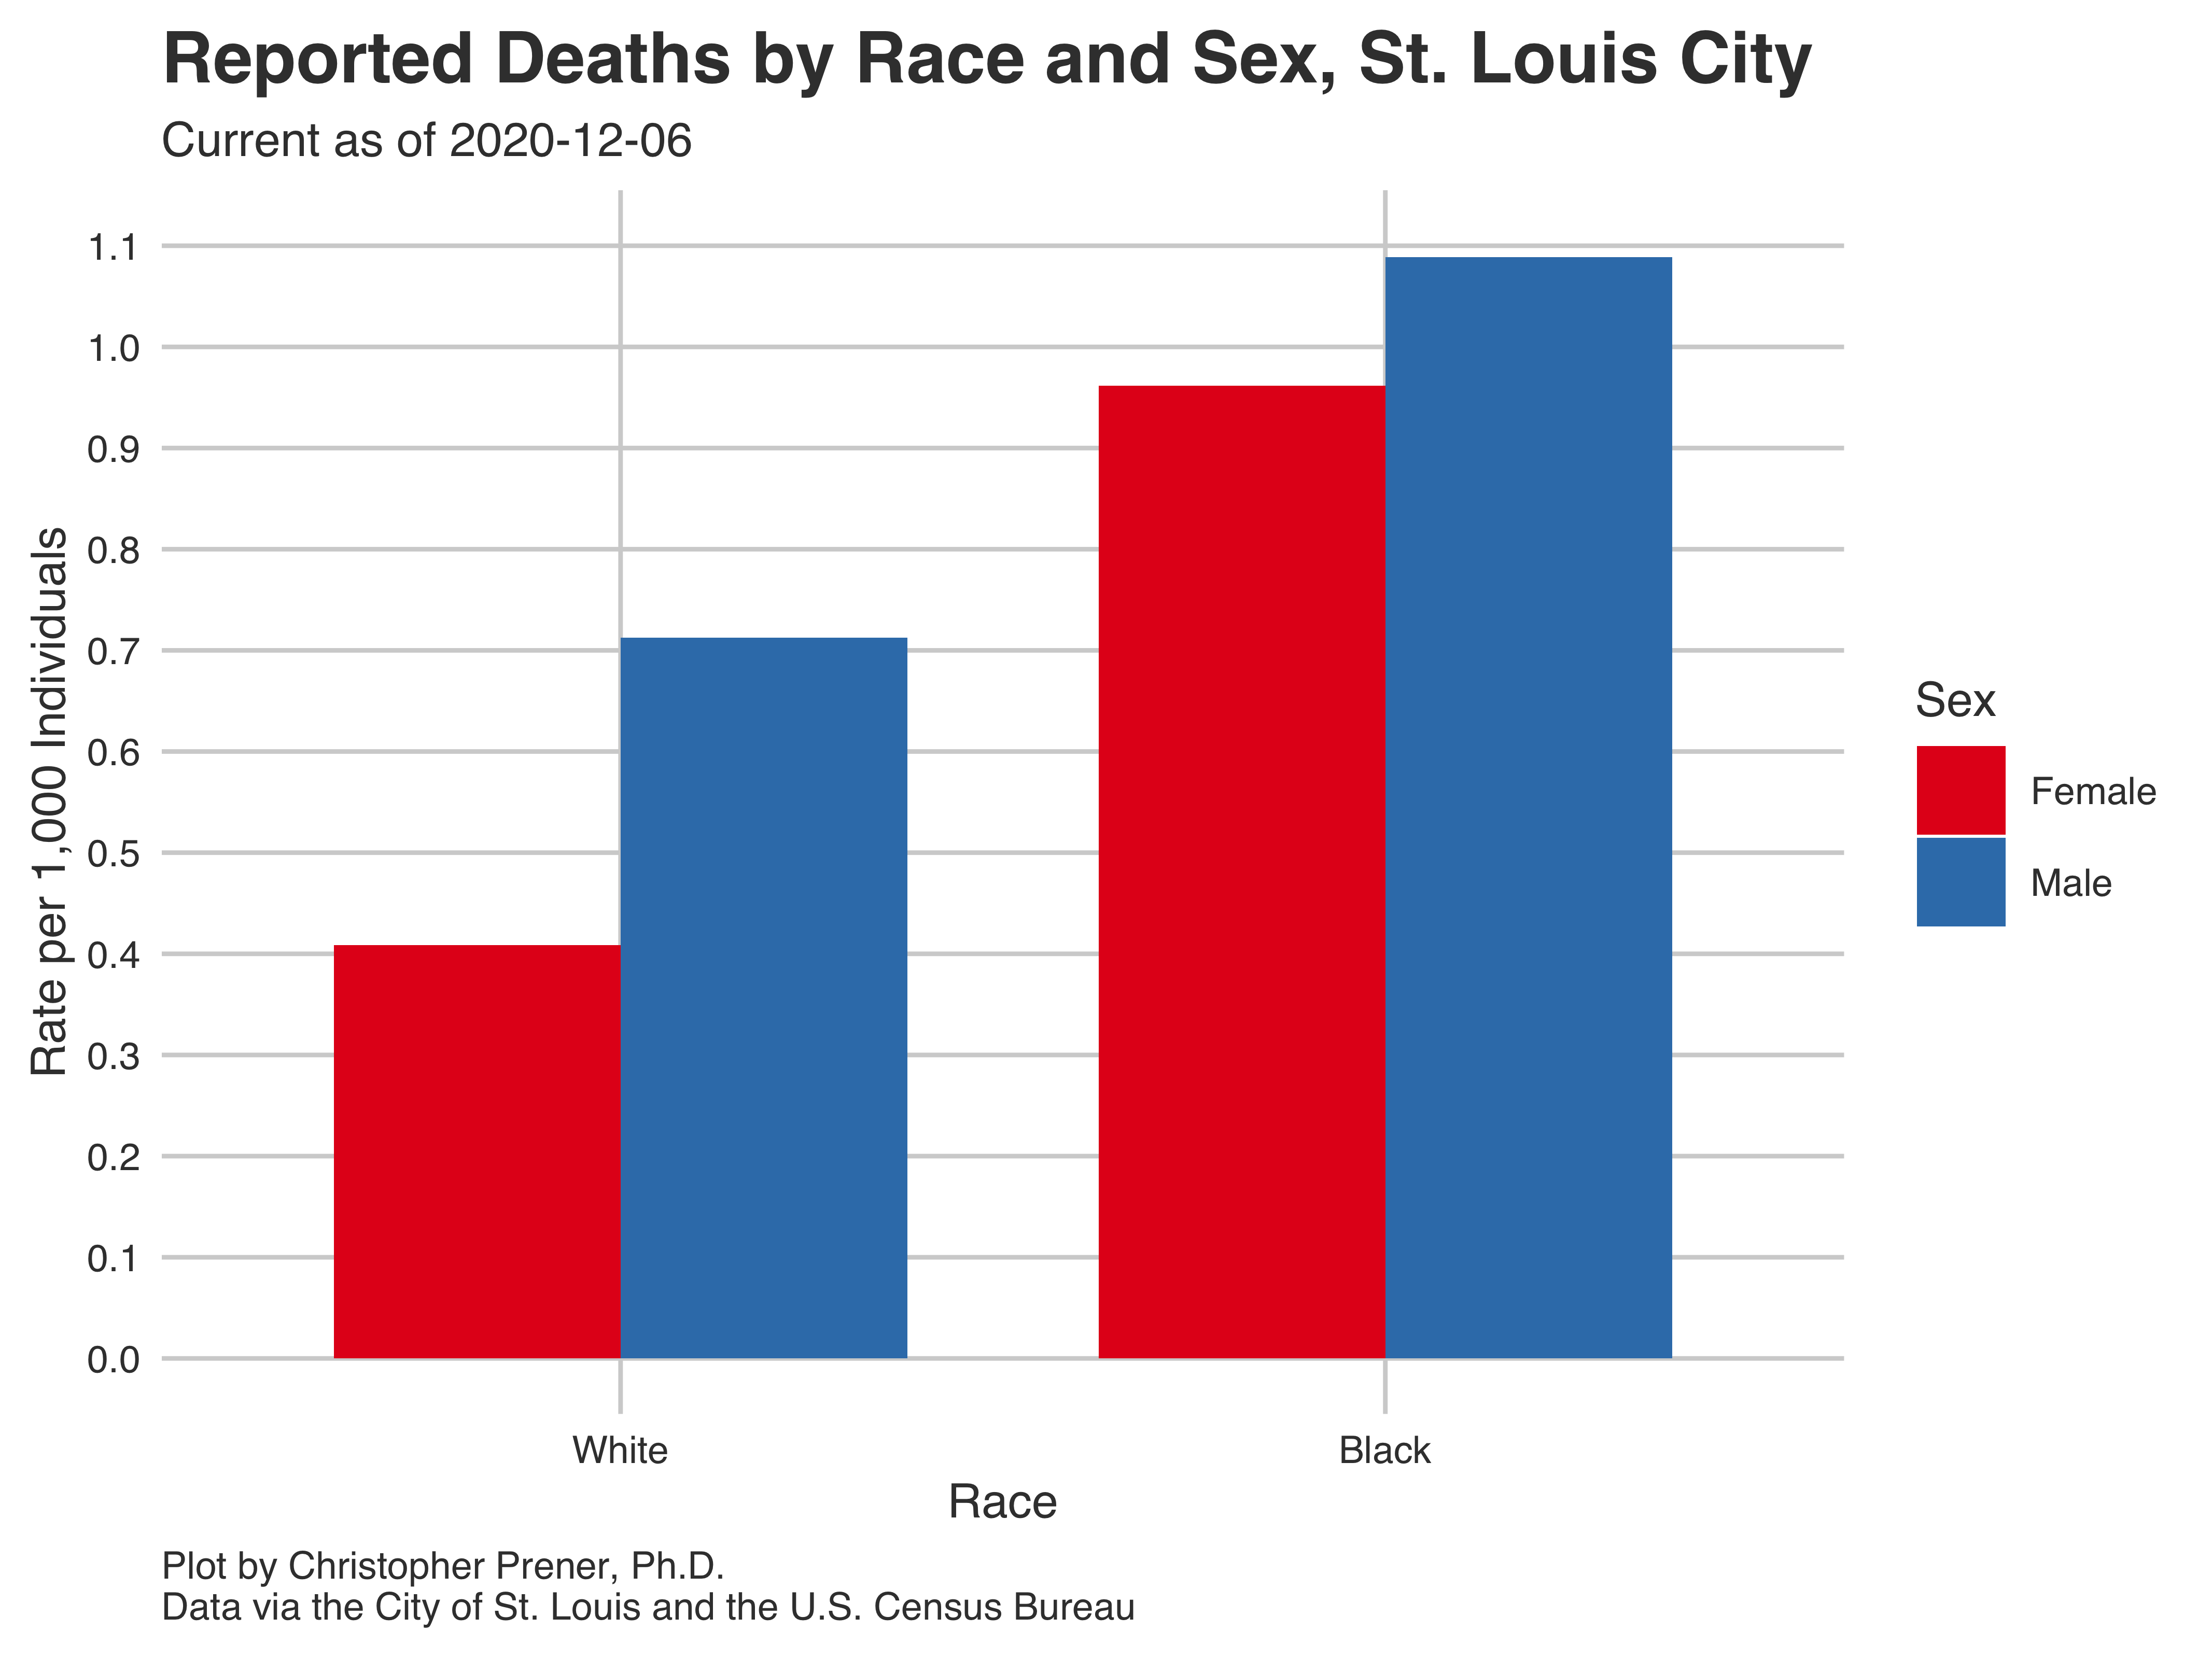 Reported Deaths by Race and Sex, St. Louis City
Current as of 2020-12-06
Rate per 1,000 Individuals
1.1
1.0
0.9
0.8
0.7
0.6
0.5
0.4
0.3
0.2
0.1
0.0
White
Black
Race
Sex
Female
Male
Plot by Christopher Prener, Ph.D.
Data via the City of St. Louis and the U.S. Census Bureau